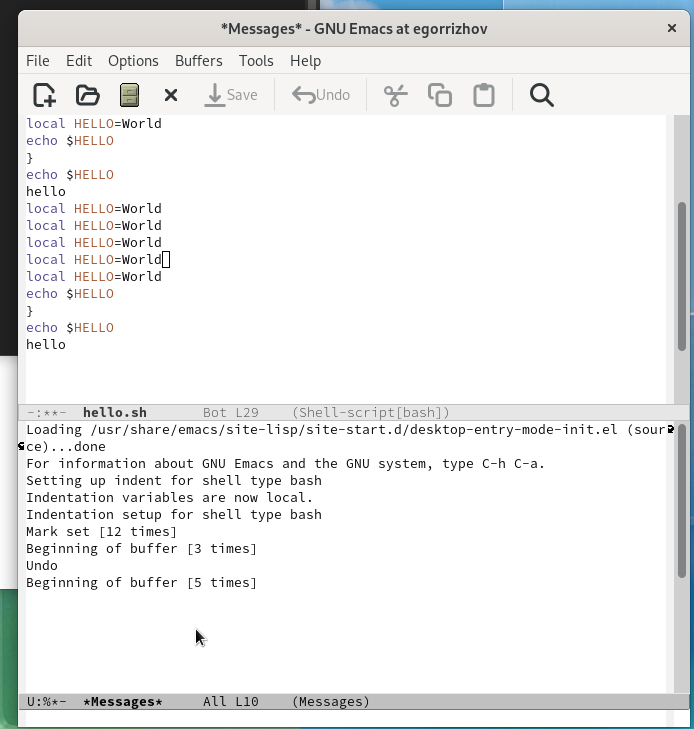 *Messages* - GNU Emacs at egorrizhov
File Edit Options Buffers Tools Help
Save Undo
local HELLO=World
echo $HELLO
}
echo $HELLO
hello
local HELLO=World
local HELLO=World
local HELLO=World
local HELLO=World
local HELLO=World
echo $HELLO
}
echo $HELLO
hello
-:**- hello.sh Bot L29 (Shell-script[bash])
Loading /usr/share/emacs/site-lisp/site-start.d/desktop-entry-mode-init.el (sour
ce)...done
For information about GNU Emacs and the GNU system, type C-h C-a.
Setting up indent for shell type bash
Indentation variables are now local.
Indentation setup for shell type bash
Mark set [12 times]
Beginning of buffer [3 times]
Undo
Beginning of buffer [5 times]
U:%*- *Messages* All L10 (Messages)